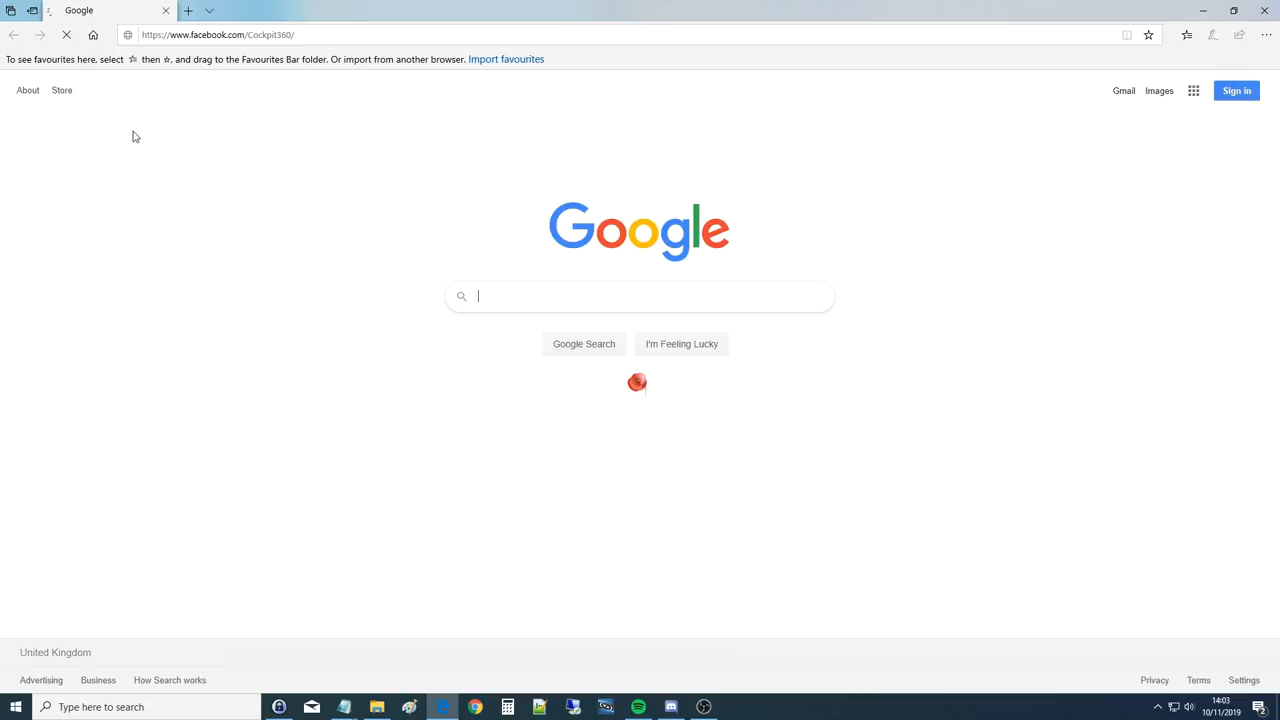 Google
https://www.facebook.com/Cockpit360/
To see favourites here, select ☆ then ☆, and drag to the Favourites Bar folder. Or import from another browser. Import favourites
About Store
Gmail Images Sign in
Google
Google Search I'm Feeling Lucky
United Kingdom
Advertising Business How Search works
Privacy Terms Settings
Type here to search
14:03
10/11/2019
2